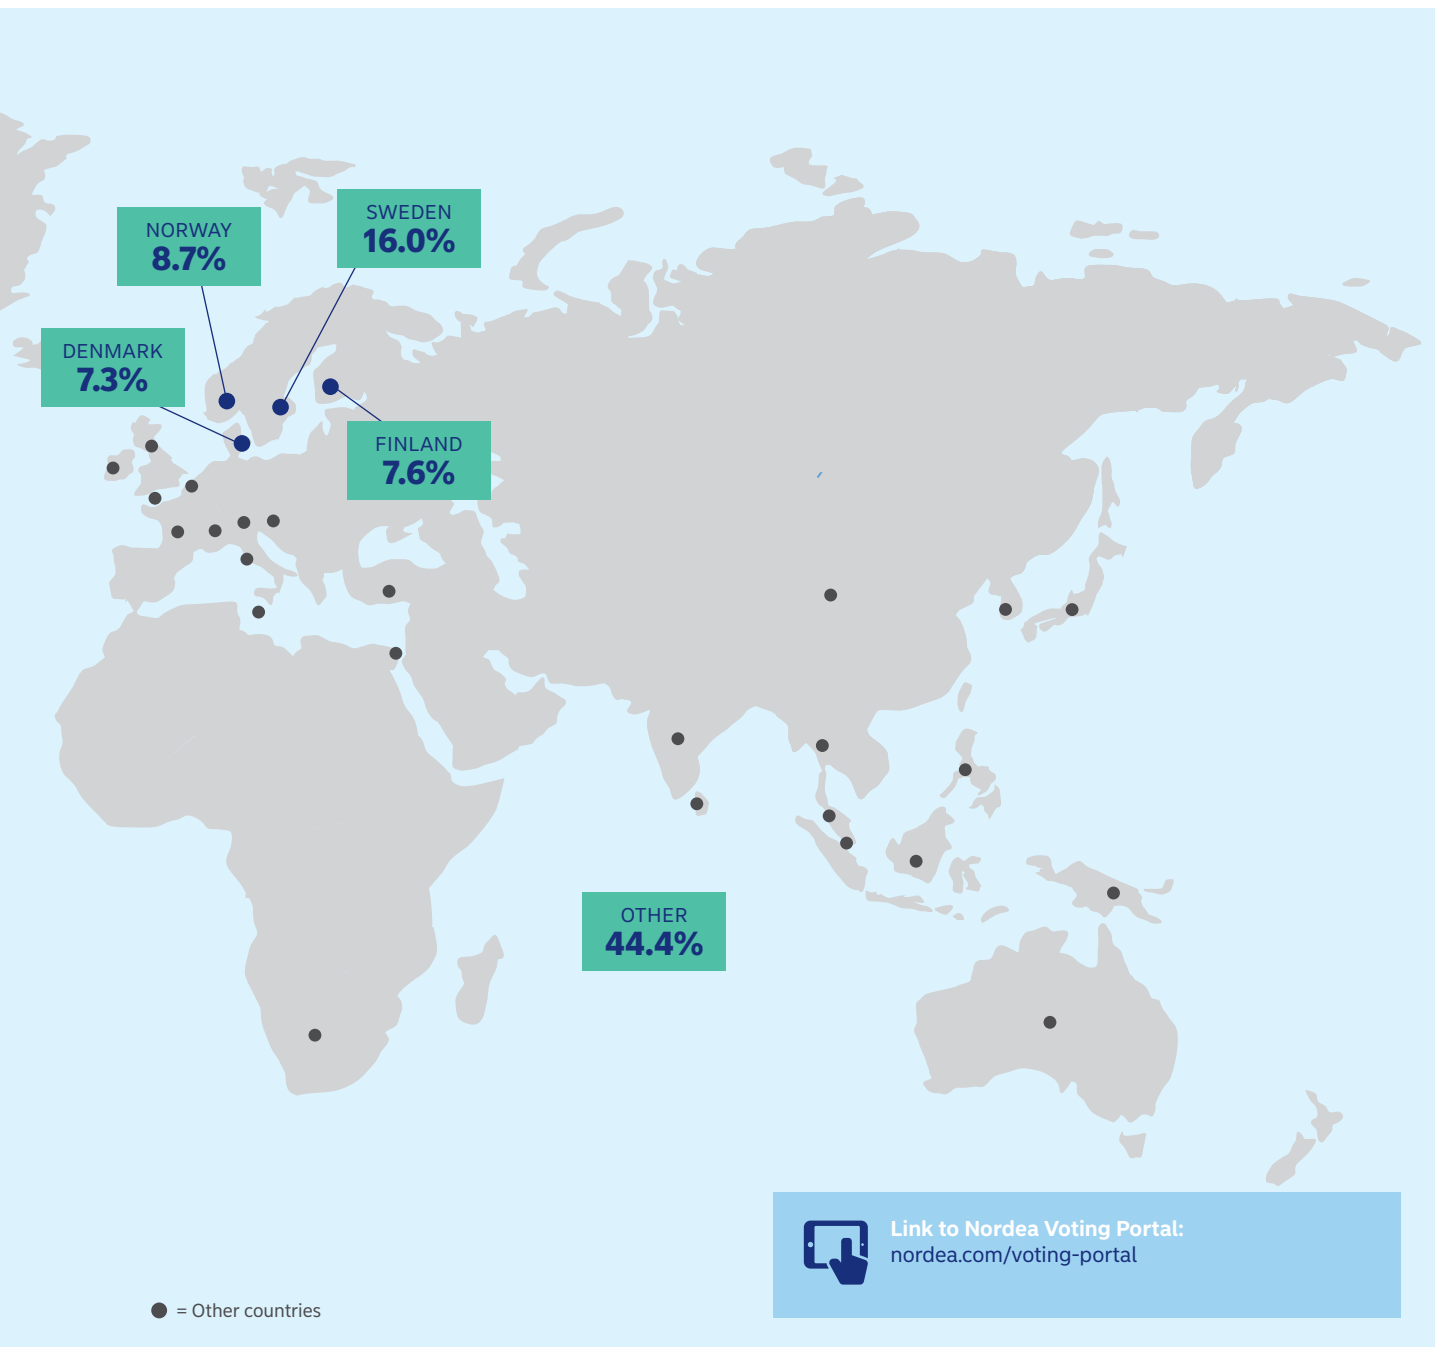 SWEDEN
16.0%
NORWAY
8.7%
DENMARK
7.3%
FINLAND
7.6%
OTHER
44.4%
Link to Nordea Voting Portal:
nordea.com/voting-portal
= Other countries